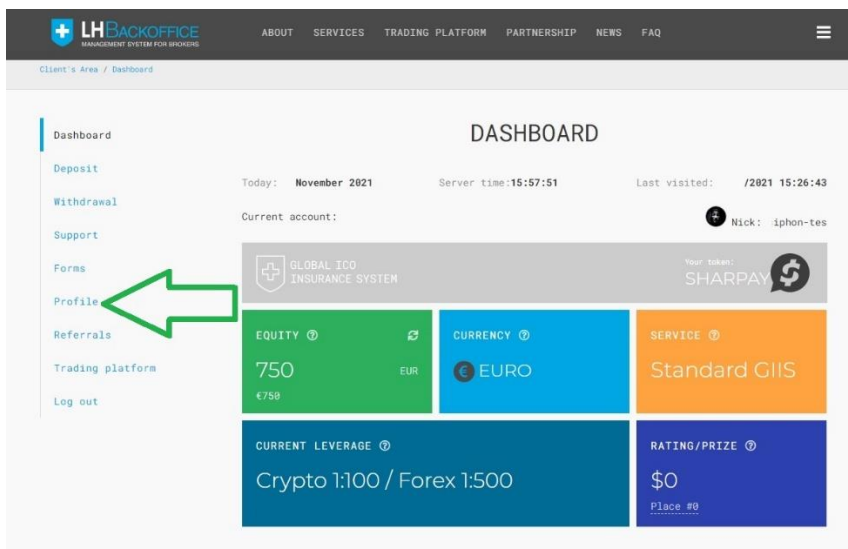 LHBACKOFFICE
MANAGEMENT SYSTEM FOR BROKERS
ABOUT SERVICES TRADING PLATFORM PARTNERSHIP NEWS FAQ
Client's Area / Dashboard
Dashboard
Deposit
Withdrawal
Support
Forms
Profile
Referrals
Trading platform
Log out
DASHBOARD
Today: November 2021 Server time:15:57:51 Last visited: /2021 15:26:43
Current account: Nick: iphon-tes
GLOBAL ICO
INSURANCE SYSTEM
Your token:
SHARPAY
EQUITY
750 EUR
€750
CURRENCY
€ EURO
SERVICE
Standard GIIS
CURRENT LEVERAGE
Crypto 1:100 / Forex 1:500
RATING/PRIZE
$0
Place #0